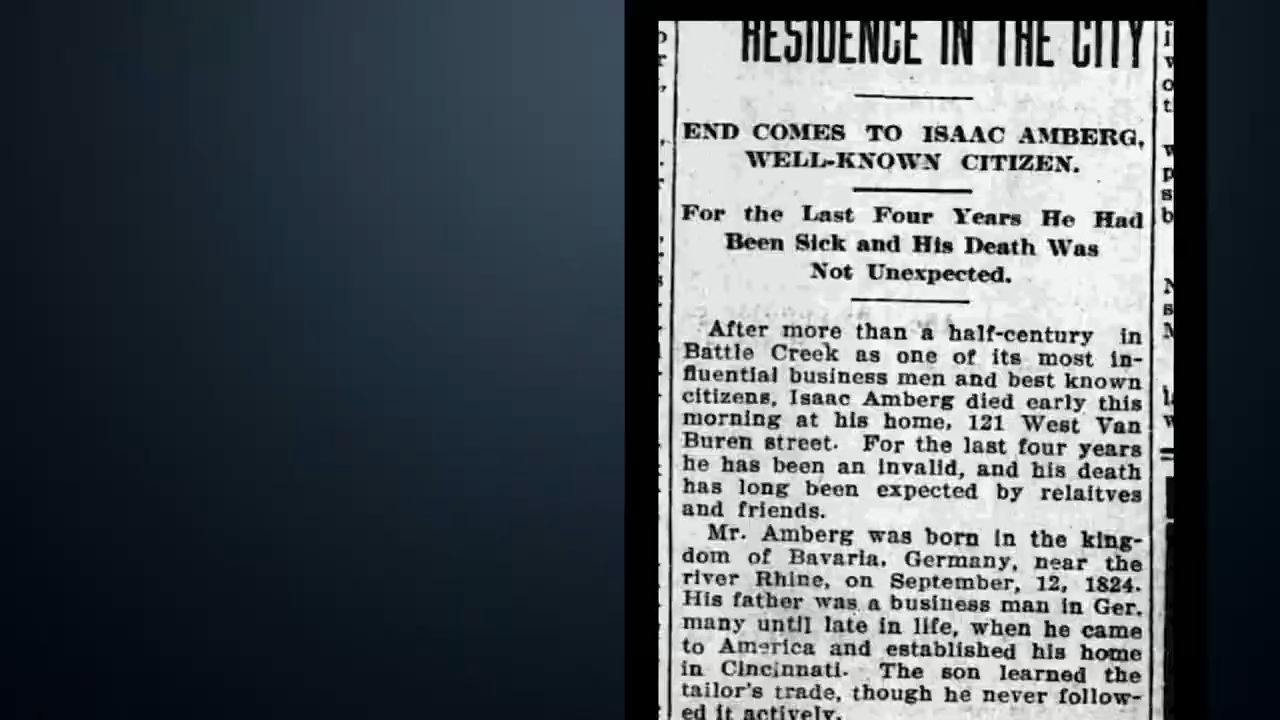 RESIDENCE IN THE CITY
END COMES TO ISAAC AMBERG,
WELL-KNOWN CITIZEN.
For the Last Four Years He Had
Been Sick and His Death Was
Not Unexpected.
After more than a half-century in
Battle Creek as one of its most in-
fluential business men and best known
citizens, Isaac Amberg died early this
morning at his home, 121 West Van
Buren street. For the last four years
he has been an invalid, and his death
has long been expected by relaitves
and friends.
Mr. Amberg was born in the king-
dom of Bavaria, Germany, near the
river Rhine, on September, 12, 1824.
His father was a business man in Ger.
many until late in life, when he came
to America and established his home
in Cincinnati. The son learned the
tailor's trade, though he never follow-
ed it actively.